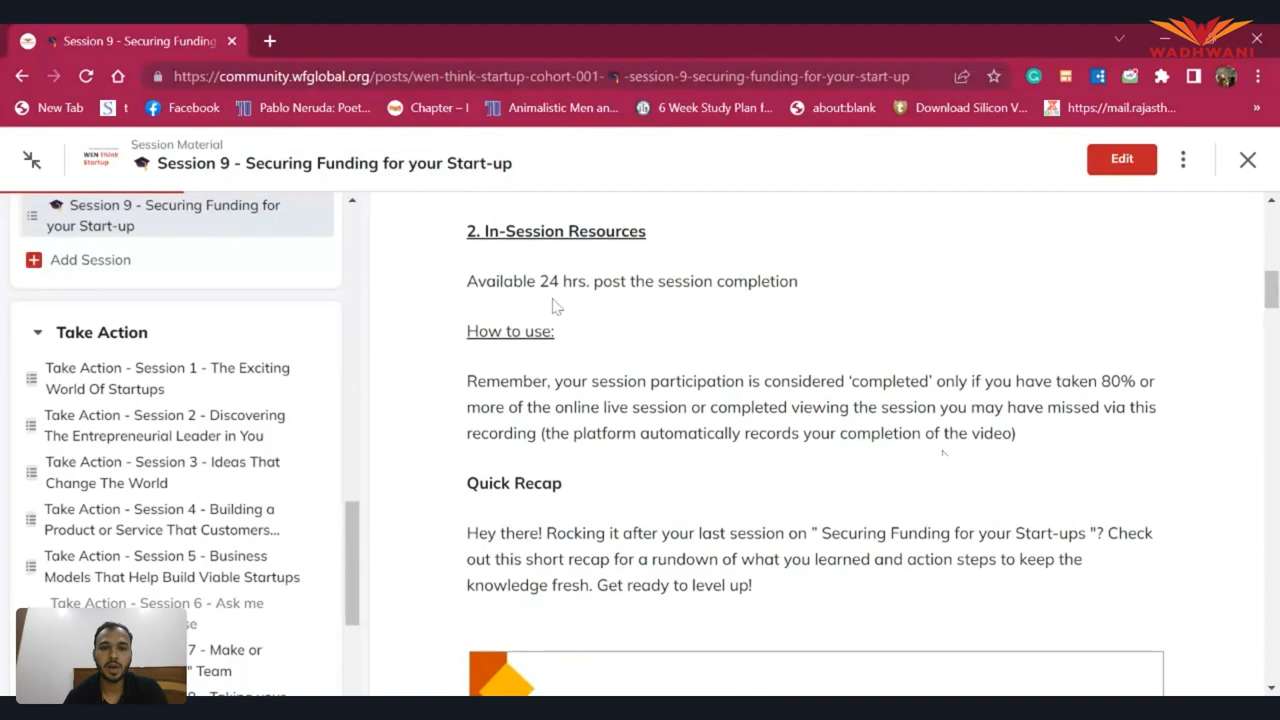 Session 9 - Securing Funding
WADHWANI
https://community.wfglobal.org/posts/wen-think-startup-cohort-001-🎓-session-9-securing-funding-for-your-start-up
New Tab
t
Facebook
Pablo Neruda: Poet...
Chapter – I
Animalistic Men an...
6 Week Study Plan f...
about:blank
Download Silicon V...
https://mail.rajasth...
»
WEN Think Startup
Session Material
🎓 Session 9 - Securing Funding for your Start-up
Edit
🎓 Session 9 - Securing Funding for
your Start-up
Add Session
Take Action
Take Action - Session 1 - The Exciting
World Of Startups
Take Action - Session 2 - Discovering
The Entrepreneurial Leader in You
Take Action - Session 3 - Ideas That
Change The World
Take Action - Session 4 - Building a
Product or Service That Customers...
Take Action - Session 5 - Business
Models That Help Build Viable Startups
Take Action - Session 6 - Ask me
se
7 - Make or
" Team
2. In-Session Resources
Available 24 hrs. post the session completion
How to use:
Remember, your session participation is considered ‘completed’ only if you have taken 80% or
more of the online live session or completed viewing the session you may have missed via this
recording (the platform automatically records your completion of the video)
Quick Recap
Hey there! Rocking it after your last session on ” Securing Funding for your Start-ups "? Check
out this short recap for a rundown of what you learned and action steps to keep the
knowledge fresh. Get ready to level up!